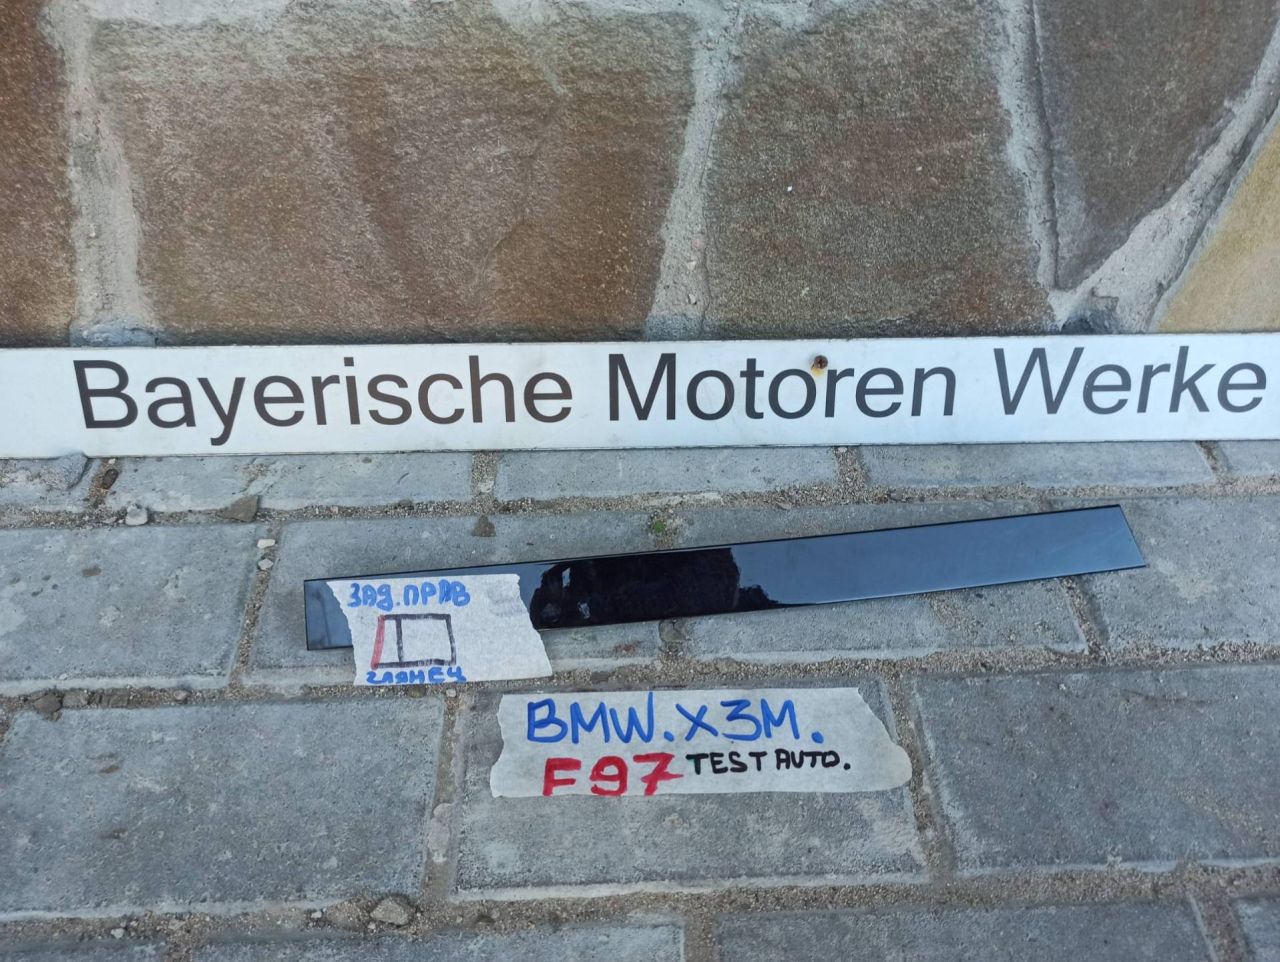 Bayerische Motoren Werke
ЗАД.ПРАВ
ГЛЯНЕЦ
BMW.X3M.
F97 TEST AUTO.